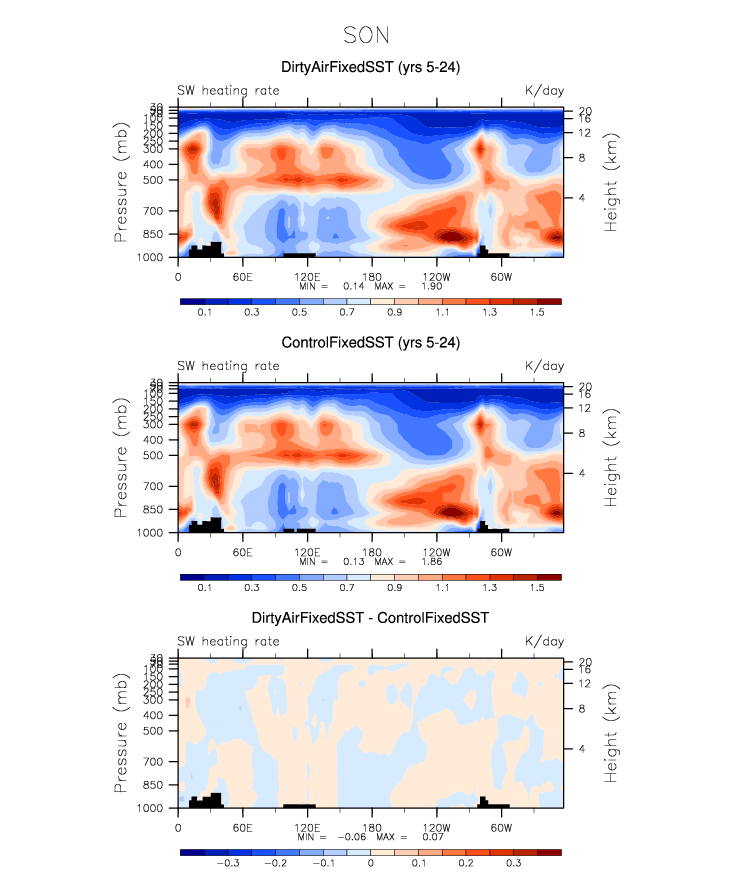 SON
DirtyAirFixedSST (yrs 5-24)
SW heating rate K/day
Pressure (mb)
30
100
150
200
250
300
400
500
700
850
1000
20
16
12
8
4
Height (km)
0 60E 120E 180 120W 60W
MIN = 0.14 MAX = 1.90
0.1 0.3 0.5 0.7 0.9 1.1 1.3 1.5
ControlFixedSST (yrs 5-24)
SW heating rate K/day
Pressure (mb)
30
100
150
200
250
300
400
500
700
850
1000
20
16
12
8
4
Height (km)
0 60E 120E 180 120W 60W
MIN = 0.13 MAX = 1.86
0.1 0.3 0.5 0.7 0.9 1.1 1.3 1.5
DirtyAirFixedSST - ControlFixedSST
SW heating rate K/day
Pressure (mb)
30
100
150
200
250
300
400
500
700
850
1000
20
16
12
8
4
Height (km)
0 60E 120E 180 120W 60W
MIN = -0.06 MAX = 0.07
-0.3 -0.2 -0.1 0 0.1 0.2 0.3